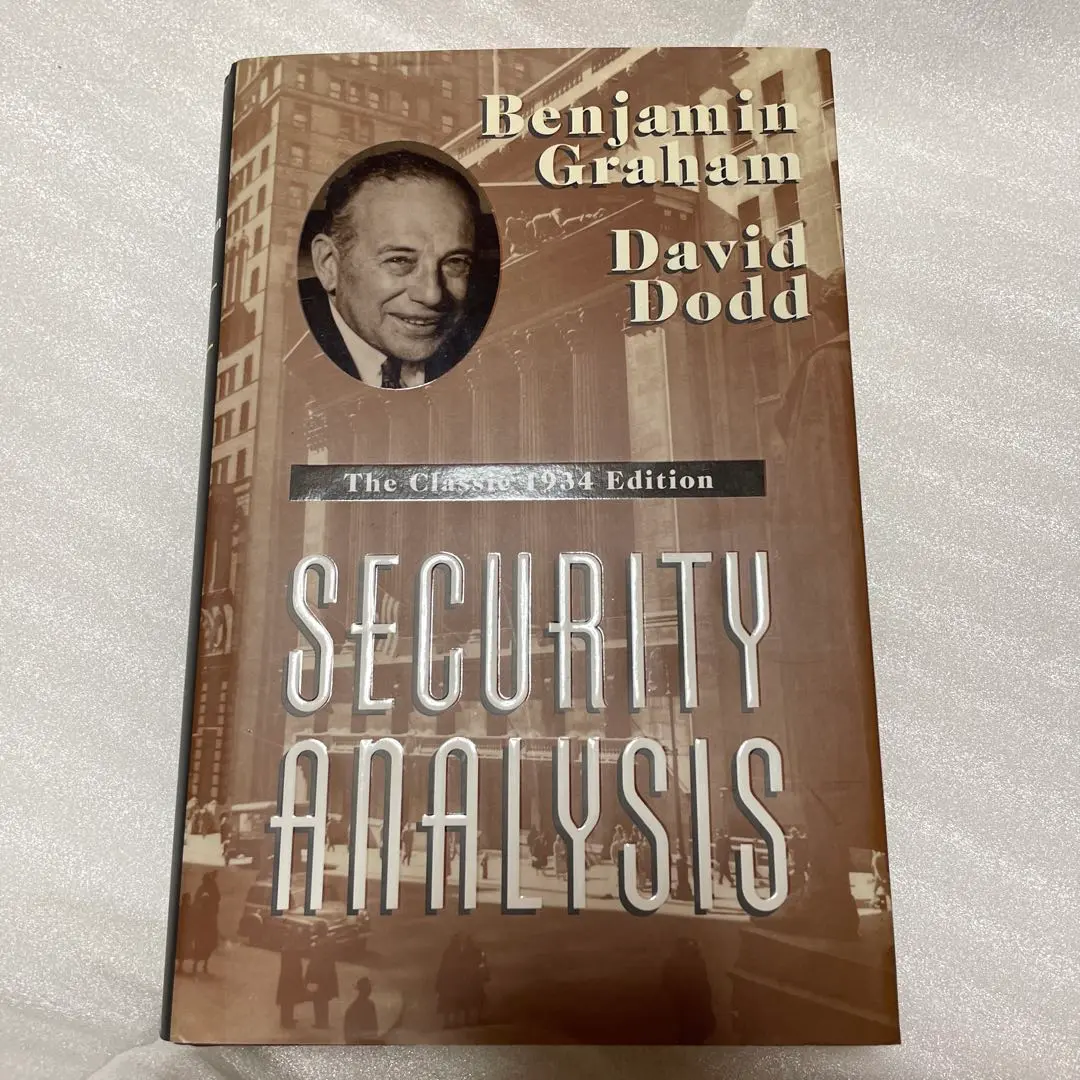 Benjamin
Graham
David
Dodd
The Classic 1934 Edition
SECURITY
ANALYSIS